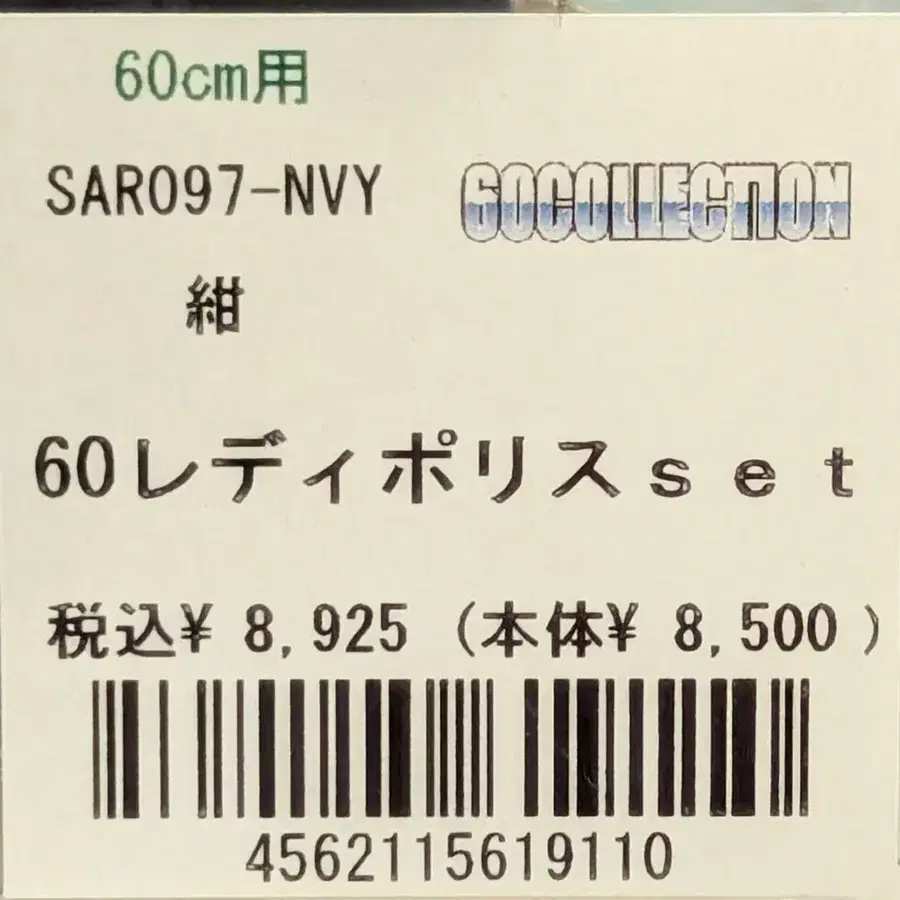 60cm用
SAR097-NVY
60COLLECTION
紺
60レディポリスｓｅｔ
税込¥ 8,925 (本体¥ 8,500 )
4562115619110